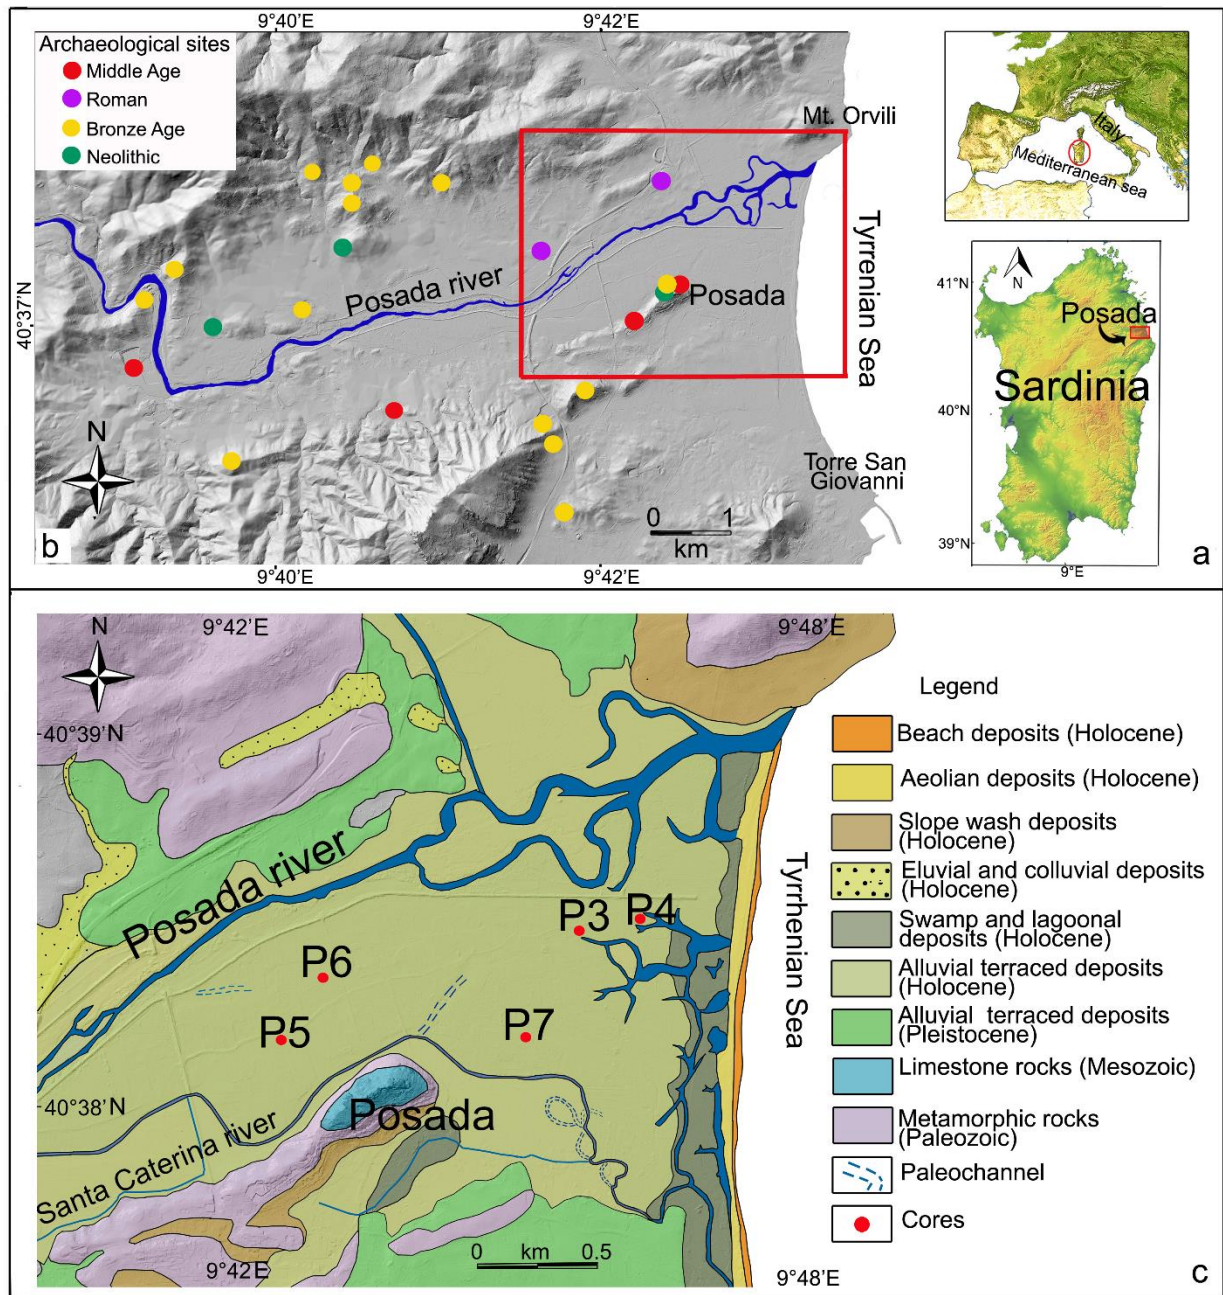 9°40'E
9°42'E
Archaeological sites
Middle Age
Roman
Bronze Age
Neolithic
Mt. Orvili
Tyrrenian Sea
Posada river
Posada
40°37'N
N
Torre San
Giovanni
0 1
km
b
9°40'E
9°42'E
Italy
Mediterranean sea
41°N
N
Posada
Sardinia
40°N
39°N
9°E
a
N
9°42'E
9°48'E
40°39'N
Posada river
P3
P4
P6
P5
P7
Tyrrhenian Sea
40°38'N
Posada
Santa Caterina river
0 km 0.5
9°42'E
9°48'E
Legend
Beach deposits (Holocene)
Aeolian deposits (Holocene)
Slope wash deposits
(Holocene)
Eluvial and colluvial deposits
(Holocene)
Swamp and lagoonal
deposits (Holocene)
Alluvial terraced deposits
(Holocene)
Alluvial terraced deposits
(Pleistocene)
Limestone rocks (Mesozoic)
Metamorphic rocks
(Paleozoic)
Paleochannel
Cores
c